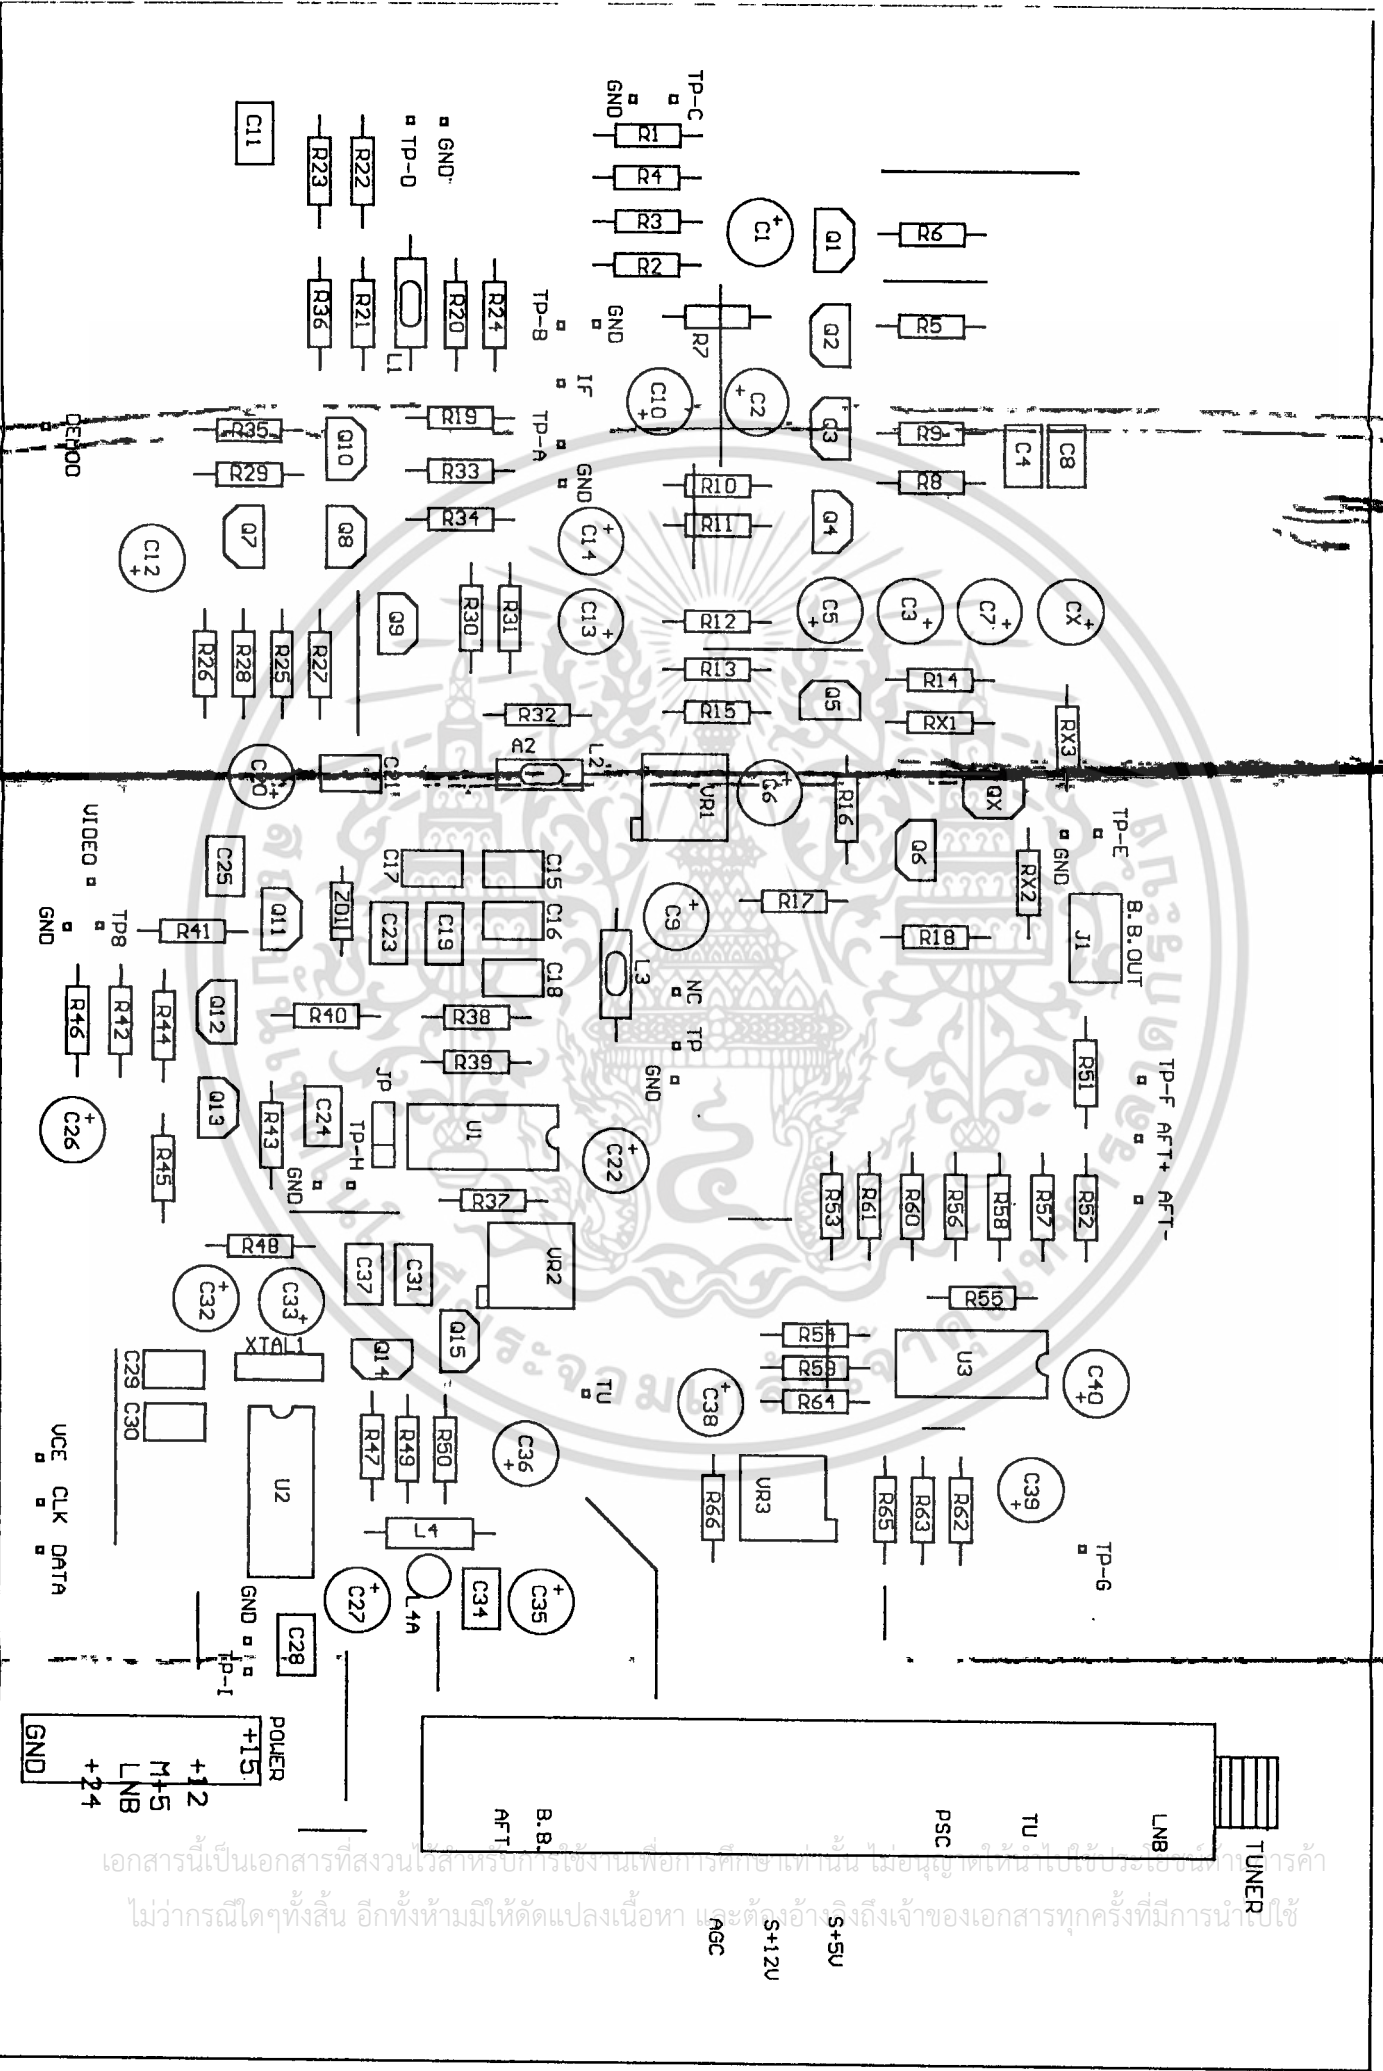 TP-C
GND
R1
R4
R3
R2
C11
R23
R22
TP-D
GND
C1
Q1
R6
R36
R21
L1
R20
R24
TP-B
GND
R7
Q2
R5
IF
C10
C2
Q3
R9
C4
C8
DEMOD
R35
Q10
R19
TP-A
R29
R33
GND
R10
R8
Q7
Q8
R34
C14
R11
Q4
C12
R26
R28
R25
R27
Q9
R30
R31
C13
R12
C5
C3
C7
CX
R13
R14
R32
R15
Q5
RX1
RX3
A2
L2
C20
C21
VR1
C6
R16
QX
VIDEO
TP-E
GND
C25
C17
C15
Q6
RX2
GND
TP8
R41
Q11
ZD1
C23
C19
C16
C9
R17
R18
J1
B.B.OUT
C18
L3
NC
R46
R42
R44
Q12
R40
R38
TP
R39
GND
R51
TP-F
C26
R45
Q13
R43
C24
JP
TP-H
U1
C22
AFT+
GND
R37
R53
R61
R60
R56
R58
R57
R52
AFT-
R48
C37
C31
VR2
C32
C33
R55
XTAL1
Q14
Q15
R54
R59
R64
U3
C40
C29
C30
TU
C38
VCE
CLK
DATA
U2
R47
R49
R50
C36
R66
VR3
R65
R63
R62
C39
L4
TP-G
GND
TP-I
C28
C27
L4A
C34
C35
POWER
+15
+12
M+5
LNB
+24
GND
AFT
B.B.
PSC
TU
LNB
TUNER
เอกสารนี้เป็นเอกสารที่สงวนไว้สำหรับการใช้งานเพื่อการศึกษาเท่านั้น ไม่อนุญาตให้นำไปใช้ประโยชน์ด้านการค้า
ไม่ว่ากรณีใดๆทั้งสิ้น อีกทั้งห้ามมิให้ดัดแปลงเนื้อหา และต้องอ้างอิงถึงเจ้าของเอกสารทุกครั้งที่มีการนำไปใช้
AGC
S+12V
S+5V